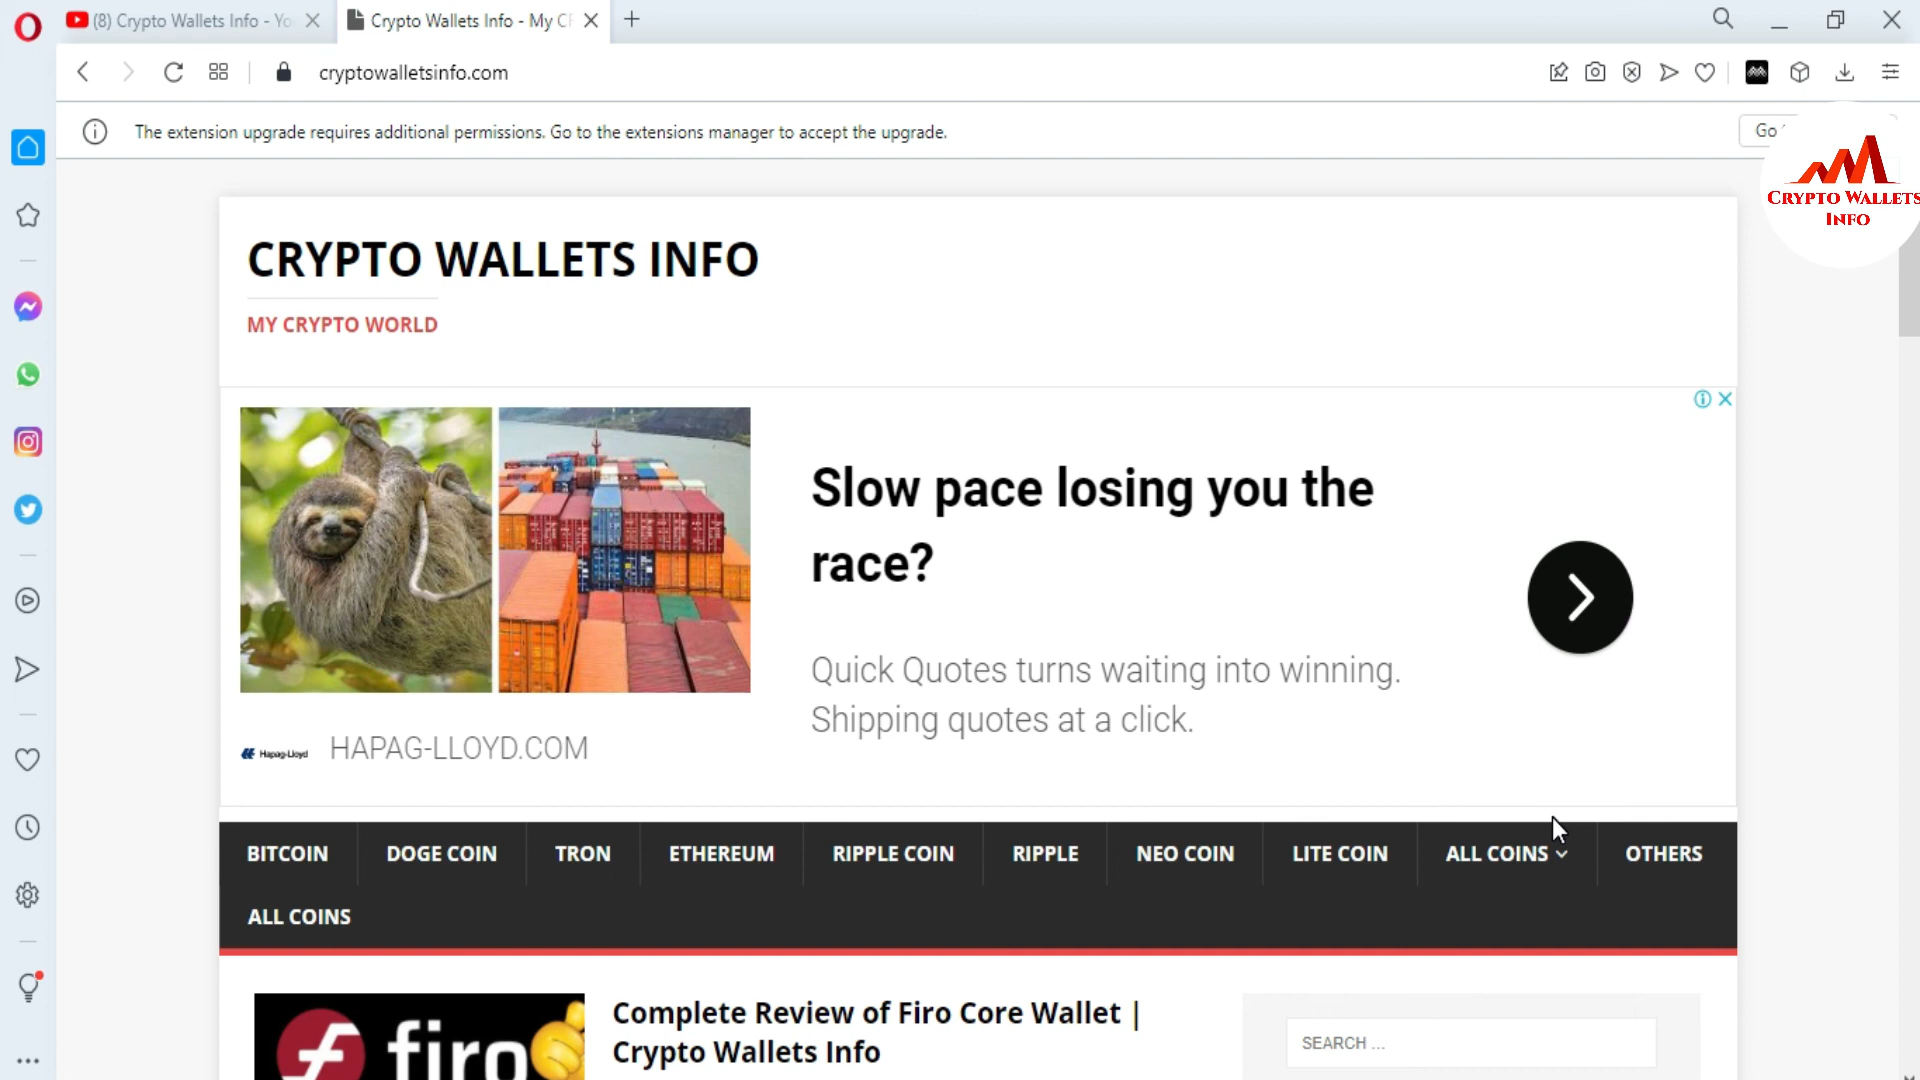 (8) Crypto Wallets Info - Yo
Crypto Wallets Info - My C
cryptowalletsinfo.com
The extension upgrade requires additional permissions. Go to the extensions manager to accept the upgrade.
Go
CRYPTO WALLETS
INFO
CRYPTO WALLETS INFO
MY CRYPTO WORLD
Slow pace losing you the
race?
Quick Quotes turns waiting into winning.
Shipping quotes at a click.
Hapag-Lloyd
HAPAG-LLOYD.COM
BITCOIN DOGE COIN TRON ETHEREUM RIPPLE COIN RIPPLE NEO COIN LITE COIN ALL COINS OTHERS
ALL COINS
firo
Complete Review of Firo Core Wallet |
Crypto Wallets Info
SEARCH ...